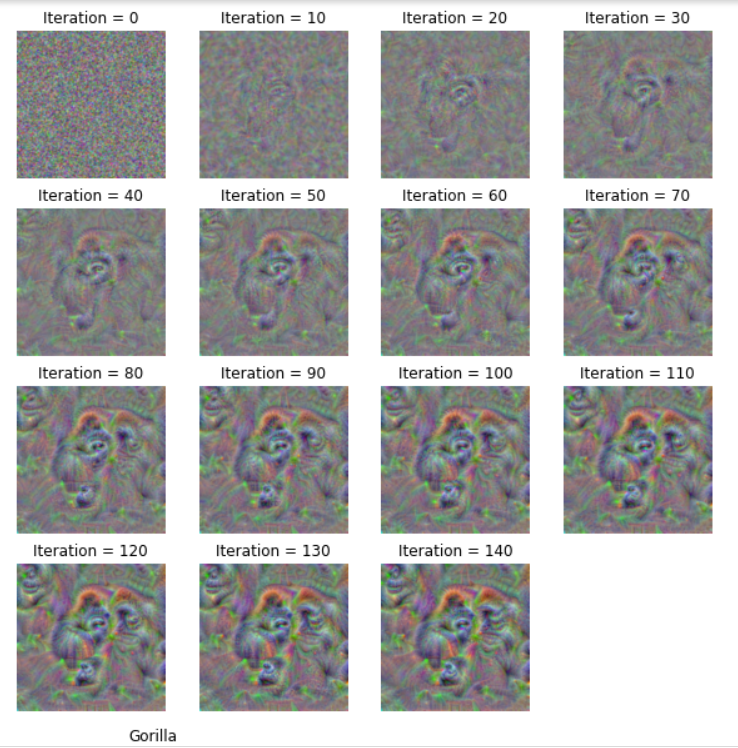 Iteration = 0 Iteration = 10 Iteration = 20 Iteration = 30
Iteration = 40 Iteration = 50 Iteration = 60 Iteration = 70
Iteration = 80 Iteration = 90 Iteration = 100 Iteration = 110
Iteration = 120 Iteration = 130 Iteration = 140
Gorilla